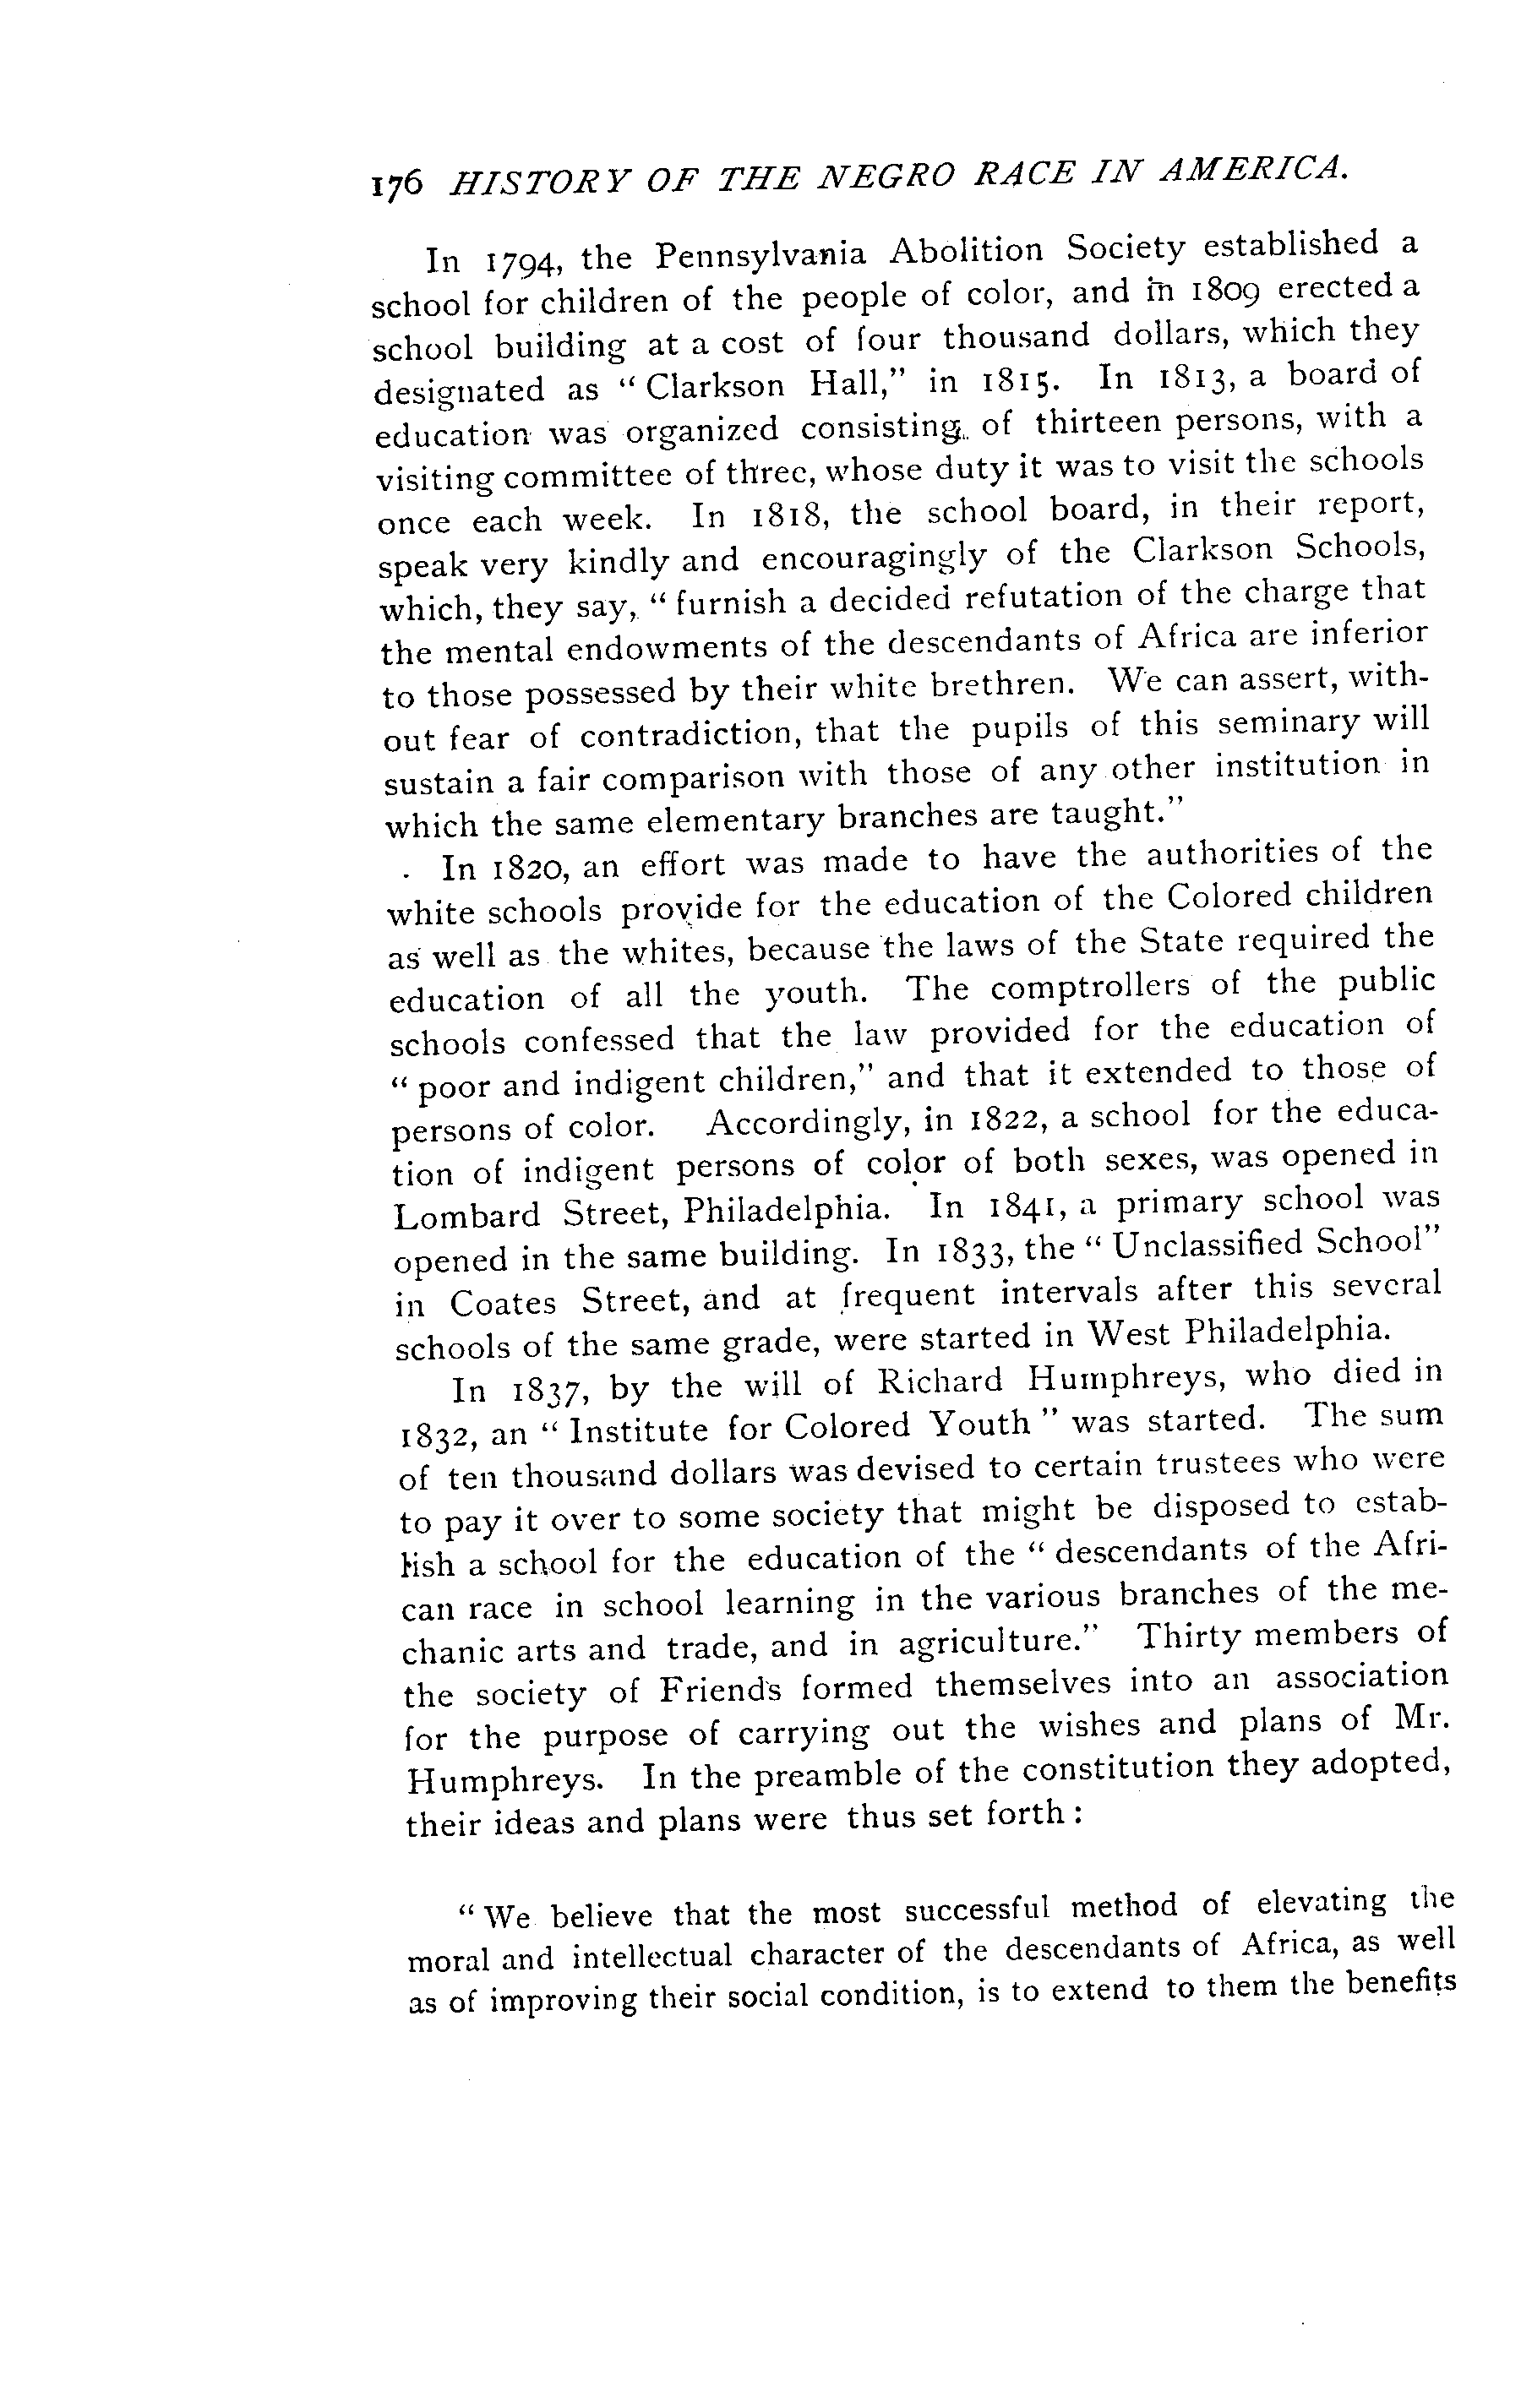 176 HISTORY OF THE NEGRO RACE IN AMERICA.
In 1794, the Pennsylvania Abolition Society established a
school for children of the people of color, and in 1809 erected a
school building at a cost of four thousand dollars, which they
designated as “ Clarkson Hall,” in 1815. In 1813, a board of
education was organized consisting of thirteen persons, with a
visiting committee of three, whose duty it was to visit the schools
once each week. In 1818, the school board, in their report,
speak very kindly and encouragingly of the Clarkson Schools,
which, they say, “ furnish a decided refutation of the charge that
the mental endowments of the descendants of Africa are inferior
to those possessed by their white brethren. We can assert, with-
out fear of contradiction, that the pupils of this seminary will
sustain a fair comparison with those of any other institution in
which the same elementary branches are taught.”
In 1820, an effort was made to have the authorities of the
white schools provide for the education of the Colored children
as well as the whites, because the laws of the State required the
education of all the youth. The comptrollers of the public
schools confessed that the law provided for the education of
“ poor and indigent children,” and that it extended to those of
persons of color. Accordingly, in 1822, a school for the educa-
tion of indigent persons of color of both sexes, was opened in
Lombard Street, Philadelphia. In 1841, a primary school was
opened in the same building. In 1833, the “ Unclassified School”
in Coates Street, and at frequent intervals after this several
schools of the same grade, were started in West Philadelphia.
In 1837, by the will of Richard Humphreys, who died in
1832, an “ Institute for Colored Youth ” was started. The sum
of ten thousand dollars was devised to certain trustees who were
to pay it over to some society that might be disposed to estab-
lish a school for the education of the “ descendants of the Afri-
can race in school learning in the various branches of the me-
chanic arts and trade, and in agriculture.” Thirty members of
the society of Friends formed themselves into an association
for the purpose of carrying out the wishes and plans of Mr.
Humphreys. In the preamble of the constitution they adopted,
their ideas and plans were thus set forth :
“ We believe that the most successful method of elevating the
moral and intellectual character of the descendants of Africa, as well
as of improving their social condition, is to extend to them the benefits